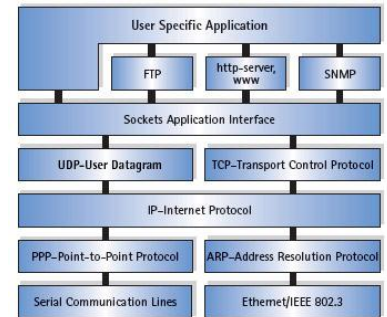 User Specific Application
FTP
http-server,
www
SNMP
Sockets Application Interface
UDP-User Datagram
TCP-Transport Control Protocol
IP-Internet Protocol
PPP-Point-to-Point Protocol
ARP-Address Resolution Protocol
Serial Communication Lines
Ethernet/IEEE 802.3